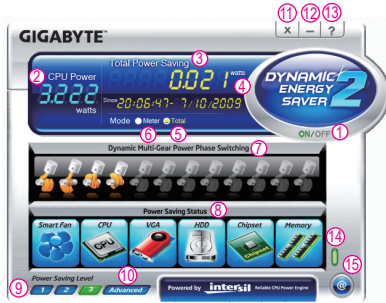 11 12 13
× – ?
GIGABYTE™
Total Power Saving 3
2 CPU Power
0.021 watts 4
3.222
watts
Since 20:06:47- 7/10/2009
Mode Meter Total
6 5
DYNAMIC
ENERGY
SAVER 2
ON/OFF 1
Dynamic Multi-Gear Power Phase Switching 7
Power Saving Status 8
Smart Fan CPU VGA HDD Chipset Memory
CPU
Chipset
14
10 15
Power Saving Level
9 1 2 3 Advanced
Powered by intersil Reliable CPU Power Engine
@